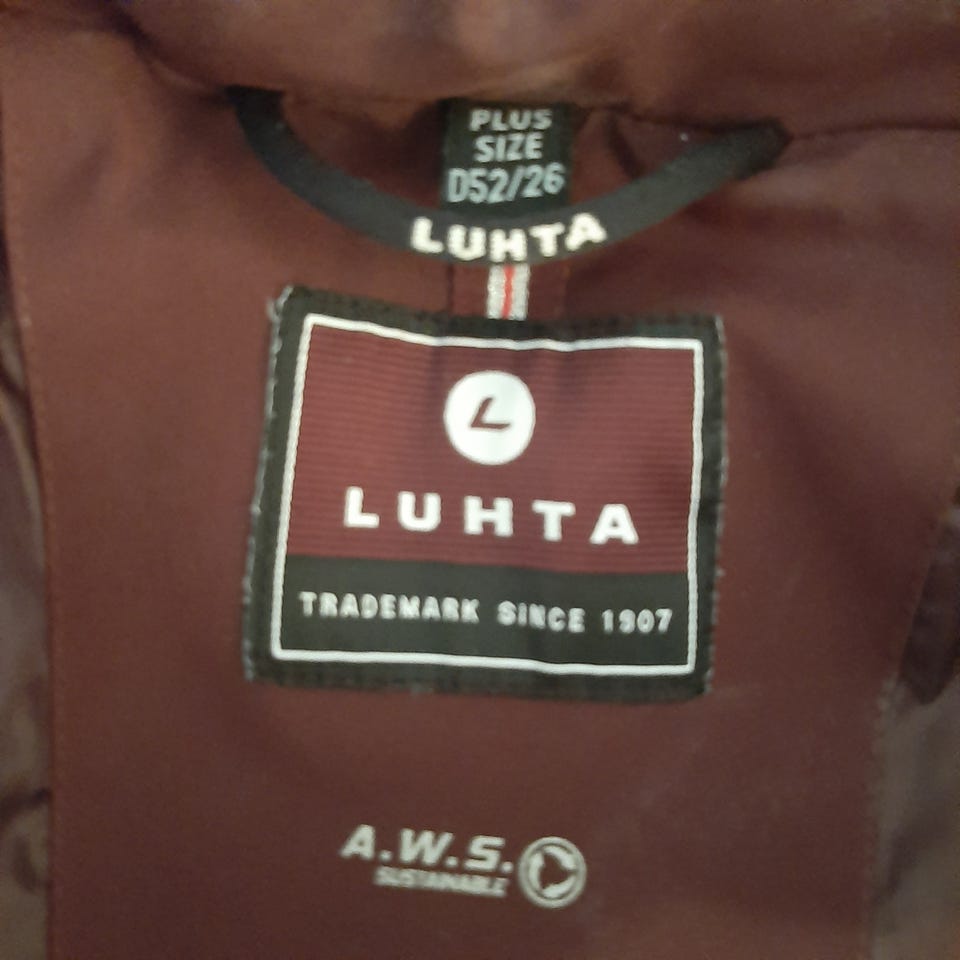 PLUS
SIZE
D52/26
LUHTA
L
LUHTA
TRADEMARK SINCE 1907
A.W.S.
SUSTAINABLE